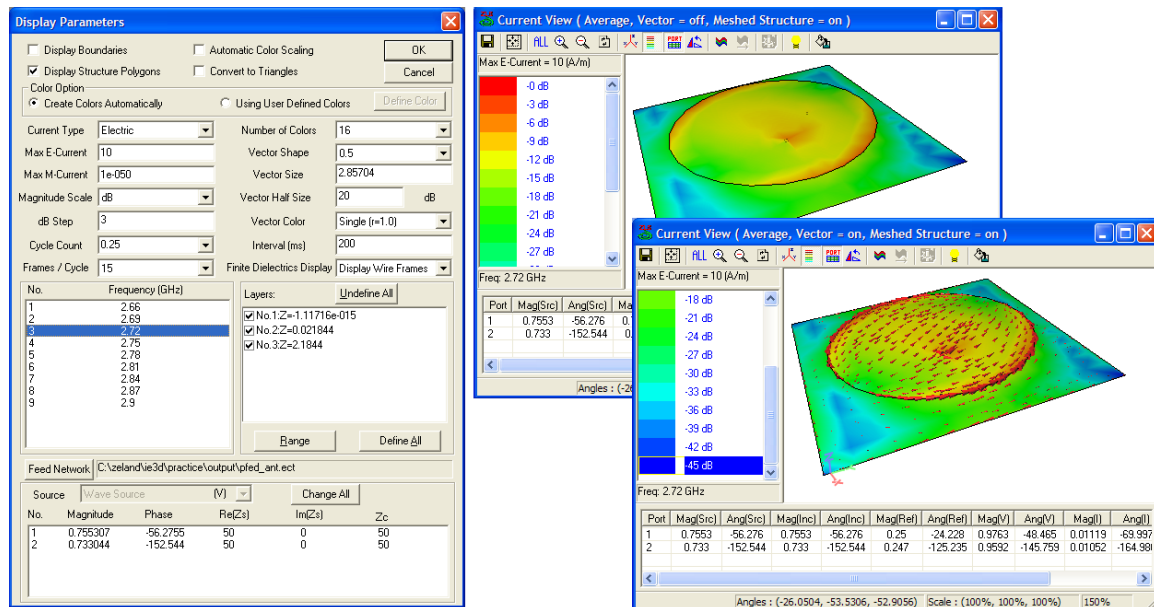 Display Parameters
Display Boundaries
Automatic Color Scaling
OK
Display Structure Polygons
Convert to Triangles
Cancel
Color Option
Create Colors Automatically
Using User Defined Colors
Define Color
Current Type Electric
Number of Colors 16
Max E-Current 10
Vector Shape 0.5
Max M-Current 1e-050
Vector Size 2.85704
Magnitude Scale dB
Vector Half Size 20 dB
dB Step 3
Vector Color Single (r=1.0)
Cycle Count 0.25
Interval (ms) 200
Frames / Cycle 15
Finite Dielectrics Display Display Wire Frames
No. Frequency (GHz)
1 2.66
2 2.69
3 2.72
4 2.75
5 2.78
6 2.81
7 2.84
8 2.87
9 2.9
Layers:
Undefine All
No.1:Z=-1.11716e-015
No.2:Z=0.021844
No.3:Z=2.1844
Range
Define All
Feed Network C:\zeland\ie3d\practice\output\pfed_ant.ect
Source Wave Source (V) Change All
No. Magnitude Phase Re(Zs) Im(Zs) Zc
1 0.755307 -56.2755 50 0 50
2 0.733044 -152.544 50 0 50
Current View ( Average, Vector = off, Meshed Structure = on )
ALL
PORT
Max E-Current = 10 (A/m)
-0 dB
-3 dB
-6 dB
-9 dB
-12 dB
-15 dB
-18 dB
-21 dB
-24 dB
-27 dB
Freq: 2.72 GHz
Port Mag(Src) Ang(Src)
1 0.7553 -56.276
2 0.733 -152.544
Current View ( Average, Vector = on, Meshed Structure = on )
ALL
PORT
Max E-Current = 10 (A/m)
-18 dB
-21 dB
-24 dB
-27 dB
-30 dB
-33 dB
-36 dB
-39 dB
-42 dB
-45 dB
Freq: 2.72 GHz
Port Mag(Src) Ang(Src) Mag(Inc) Ang(Inc) Mag(Ref) Ang(Ref) Mag(V) Ang(V) Mag(I) Ang(I)
1 0.7553 -56.276 0.7553 -56.276 0.25 -24.228 0.9763 -48.465 0.01119 -69.997
2 0.733 -152.544 0.733 -152.544 0.247 -125.235 0.9592 -145.759 0.01052
Angles : (-26.0504, -53.5306, -52.9056) Scale : (100%, 100%, 100%) 150%